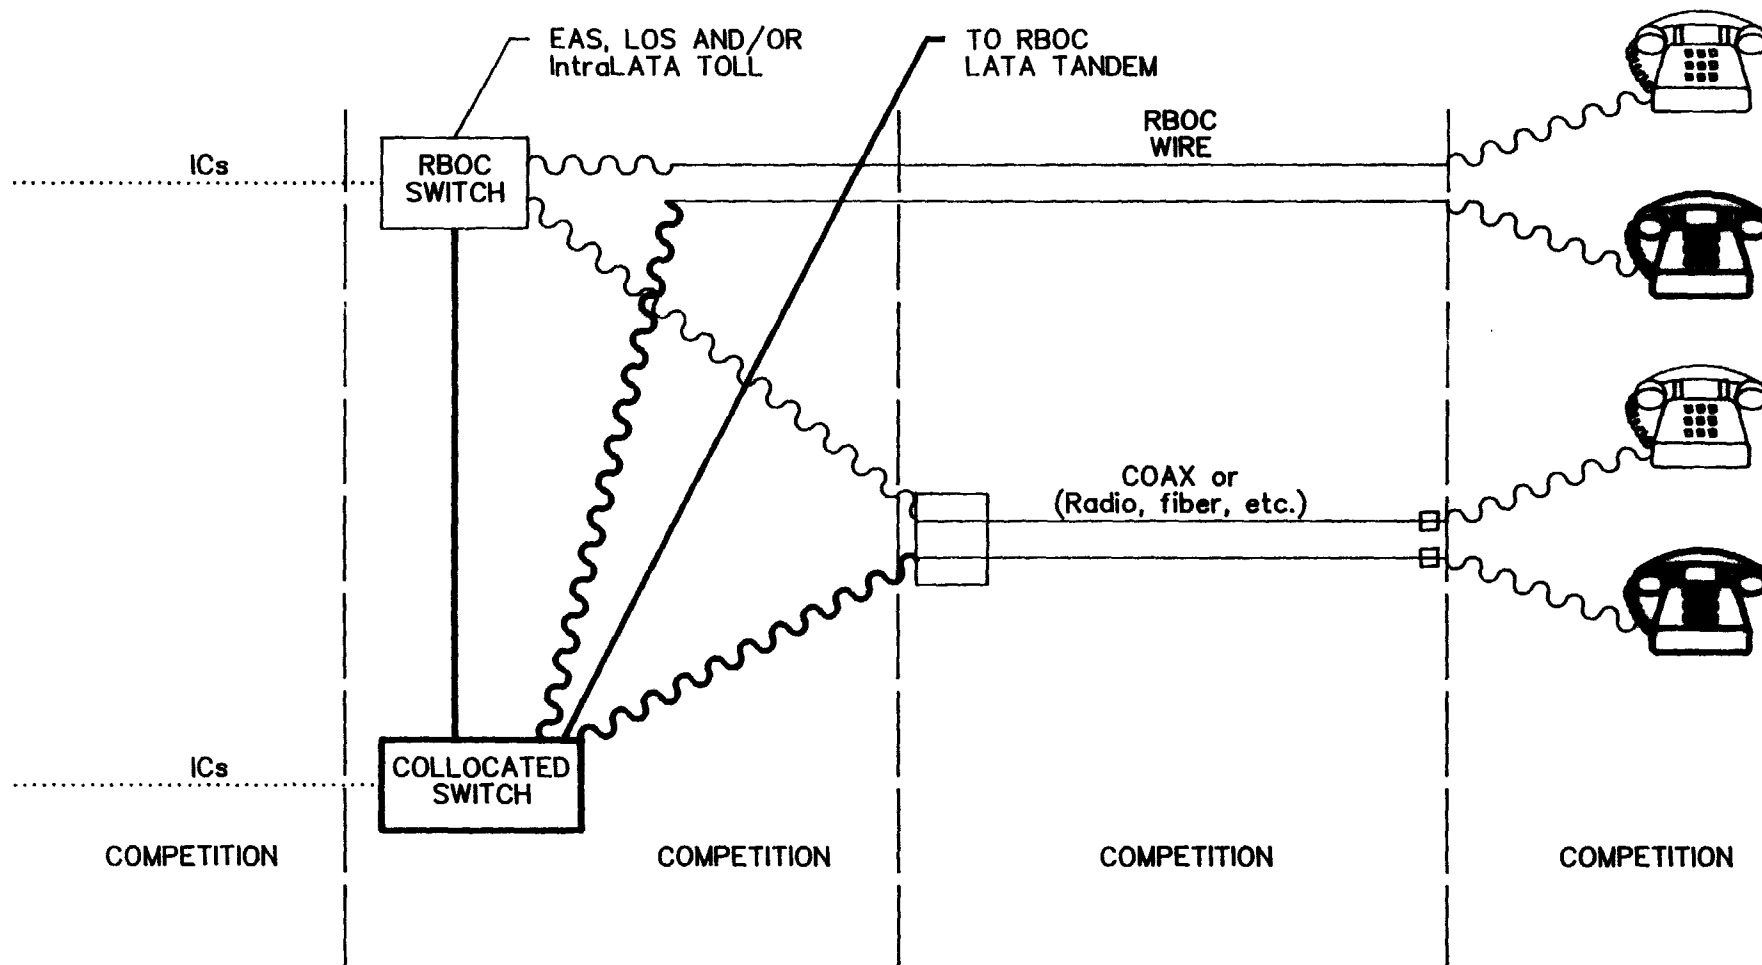 EAS, LOS AND/OR
IntraLATA TOLL
TO RBOC
LATA TANDEM
RBOC
WIRE
ICs
RBOC
SWITCH
COAX or
(Radio, fiber, etc.)
ICs
COLLOCATED
SWITCH
COMPETITION
COMPETITION
COMPETITION
COMPETITION